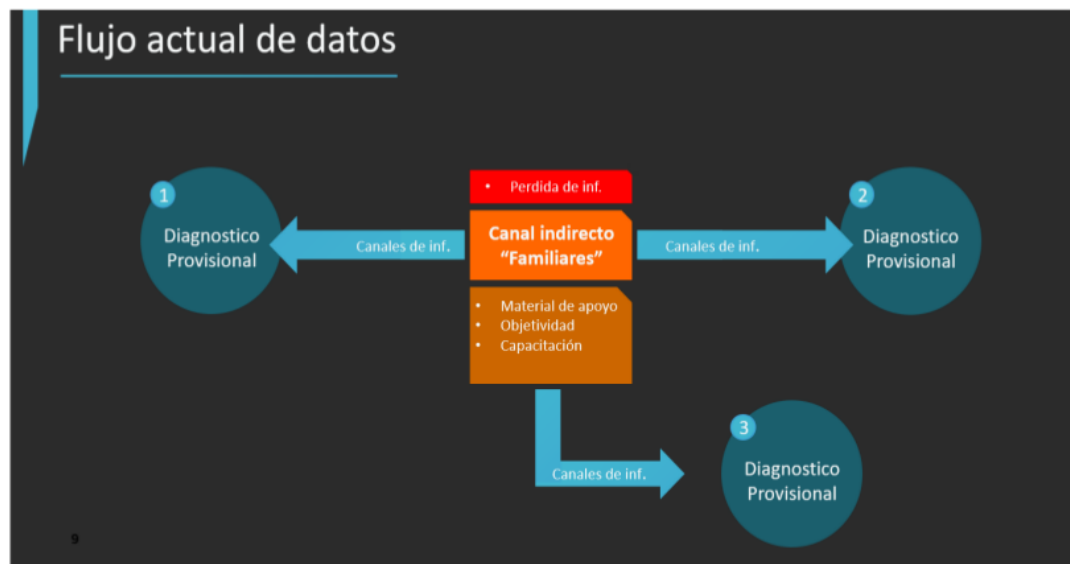 Flujo actual de datos
1
Diagnostico
Provisional
Canales de inf.
• Perdida de inf.
Canal indirecto
“Familiares”
• Material de apoyo
• Objetividad
• Capacitación
Canales de inf.
2
Diagnostico
Provisional
Canales de inf.
3
Diagnostico
Provisional
9